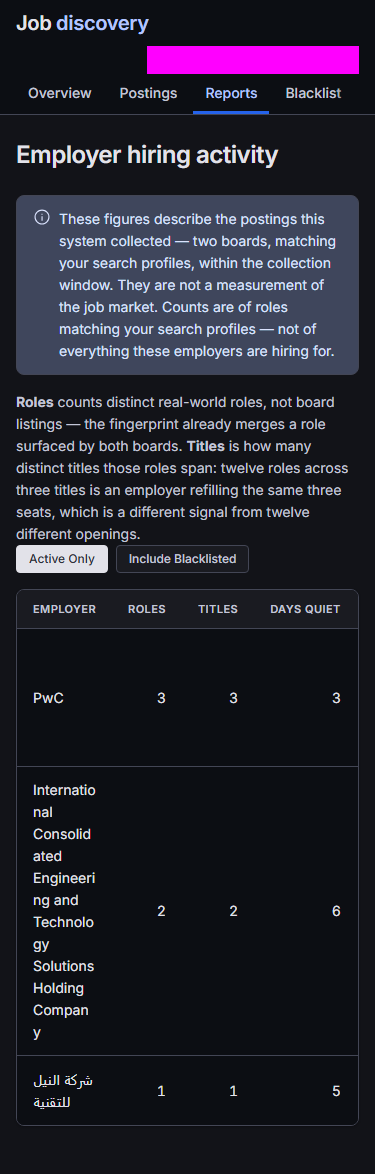 Job discovery
Overview Postings Reports Blacklist
Employer hiring activity
These figures describe the postings this
system collected — two boards, matching
your search profiles, within the collection
window. They are not a measurement of
the job market. Counts are of roles
matching your search profiles — not of
everything these employers are hiring for.
Roles counts distinct real-world roles, not board
listings — the fingerprint already merges a role
surfaced by both boards. Titles is how many
distinct titles those roles span: twelve roles across
three titles is an employer refilling the same three
seats, which is a different signal from twelve
different openings.
Active Only Include Blacklisted
EMPLOYER ROLES TITLES DAYS QUIET
PwC 3 3 3
Internatio
nal
Consolid
ated
Engineeri
ng and
Technolo
gy
Solutions
Holding
Compan
y
2 2 6
شركة النيل
للتقنية
1 1 5